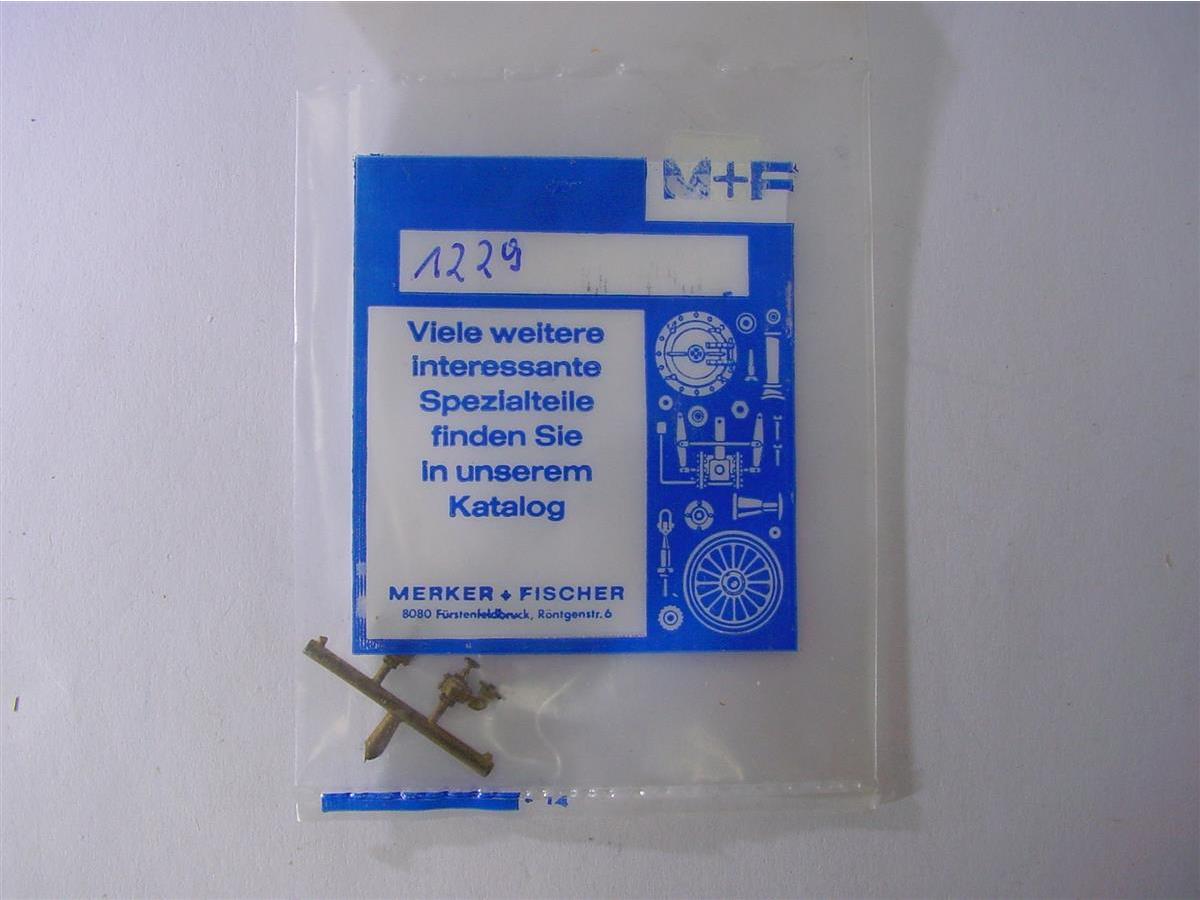 M+F
1229
Viele weitere
interessante
Spezialteile
finden Sie
in unserem
Katalog
MERKER + FISCHER
8080 Fürstenfeldbruck, Röntgenstr. 6